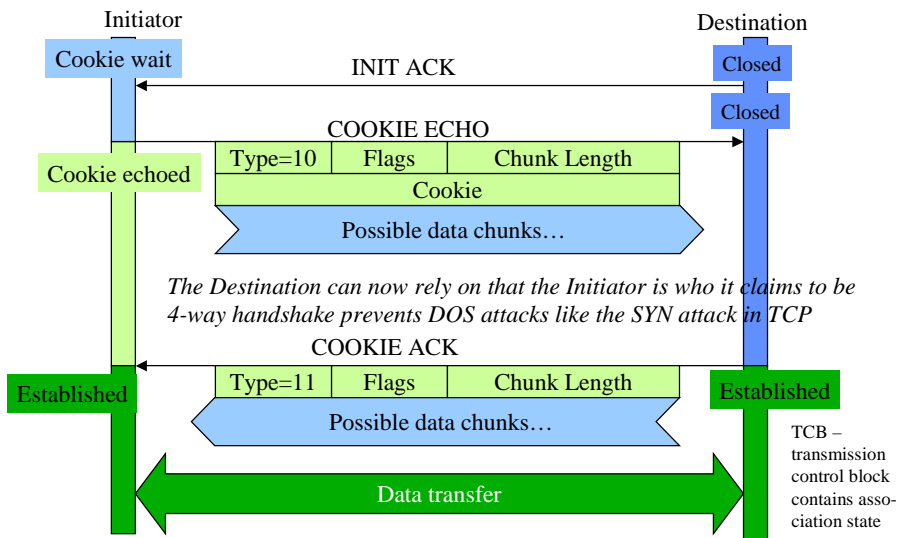 Initiator
Destination
Cookie wait
INIT ACK
Closed
Closed
COOKIE ECHO
Type=10 Flags Chunk Length
Cookie echoed
Cookie
Possible data chunks…
The Destination can now rely on that the Initiator is who it claims to be
4-way handshake prevents DOS attacks like the SYN attack in TCP
COOKIE ACK
Established
Type=11 Flags Chunk Length
Established
Possible data chunks…
TCB –
transmission
control block
contains asso-
ciation state
Data transfer